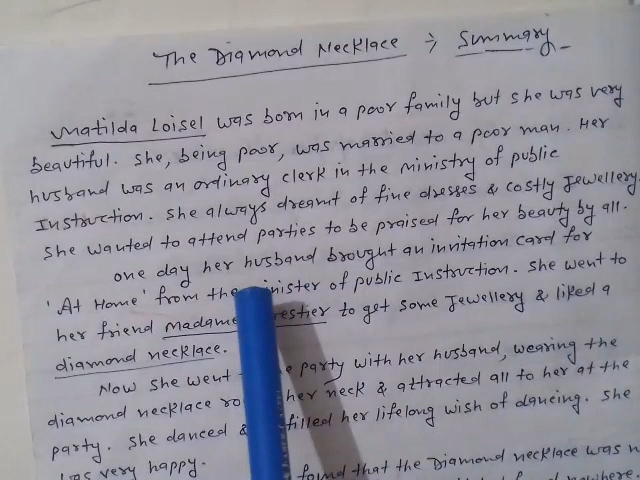 The Diamond Necklace :→ Summary
Matilda Loisel was born in a poor family but she was very
beautiful. She, being poor, was married to a poor man. Her
husband was an ordinary clerk in the ministry of public
Instruction. She always dreamt of fine dresses & costly Jewellery.
She wanted to attend parties to be praised for her beauty by all.
one day her husband brought an invitation card for
'At Home' from the minister of public Instruction. She went to
her friend Madame to get some Jewellery & liked a
diamond necklace.
Now she went party with her husband, wearing the
diamond necklace her neck & attracted all to her at the
party. She danced & filled her lifelong wish of dancing. She
was very happy.
found that the Diamond necklace was
nowhere.